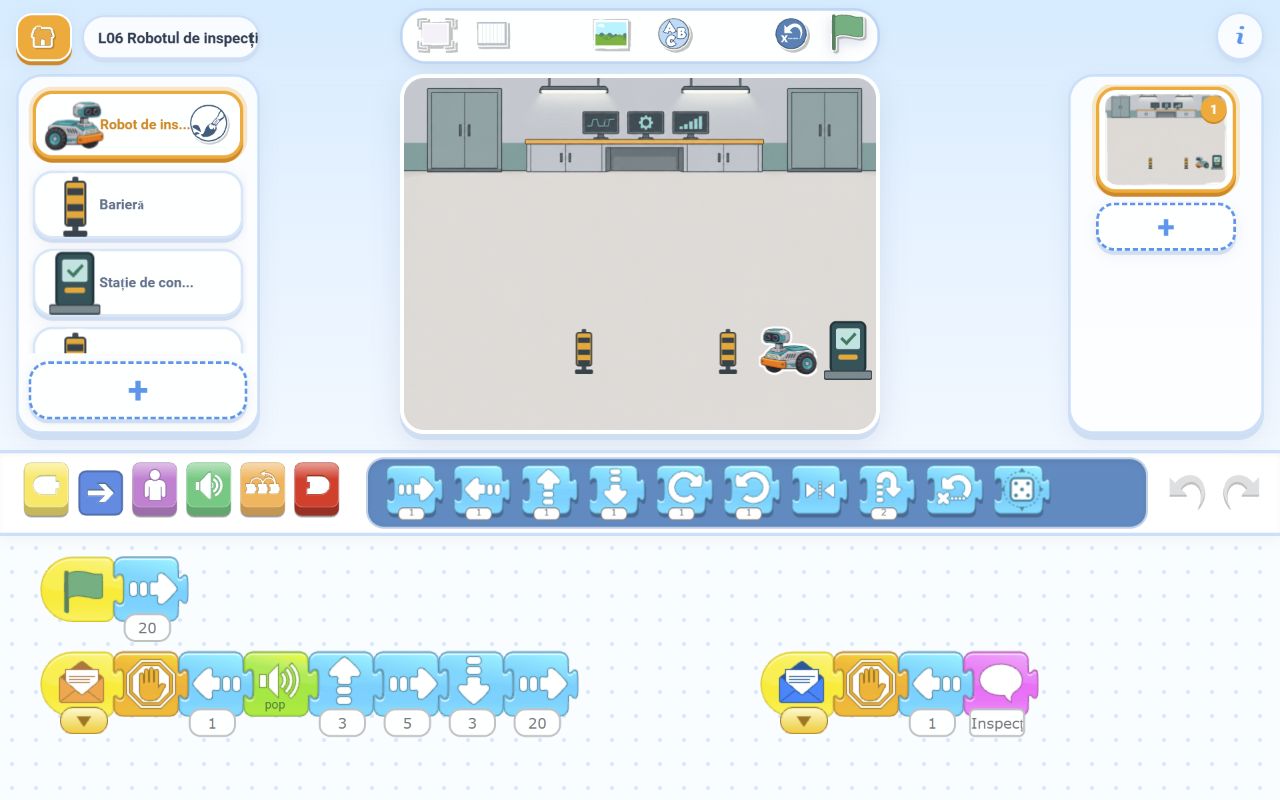 L06 Robotul de inspecți
A
B
C
x
i
Robot de ins...
1
Barieră
Stație de con...
+
+
1
1
1
1
1
1
2
x
20
pop
1
3
5
3
20
1
Inspecț